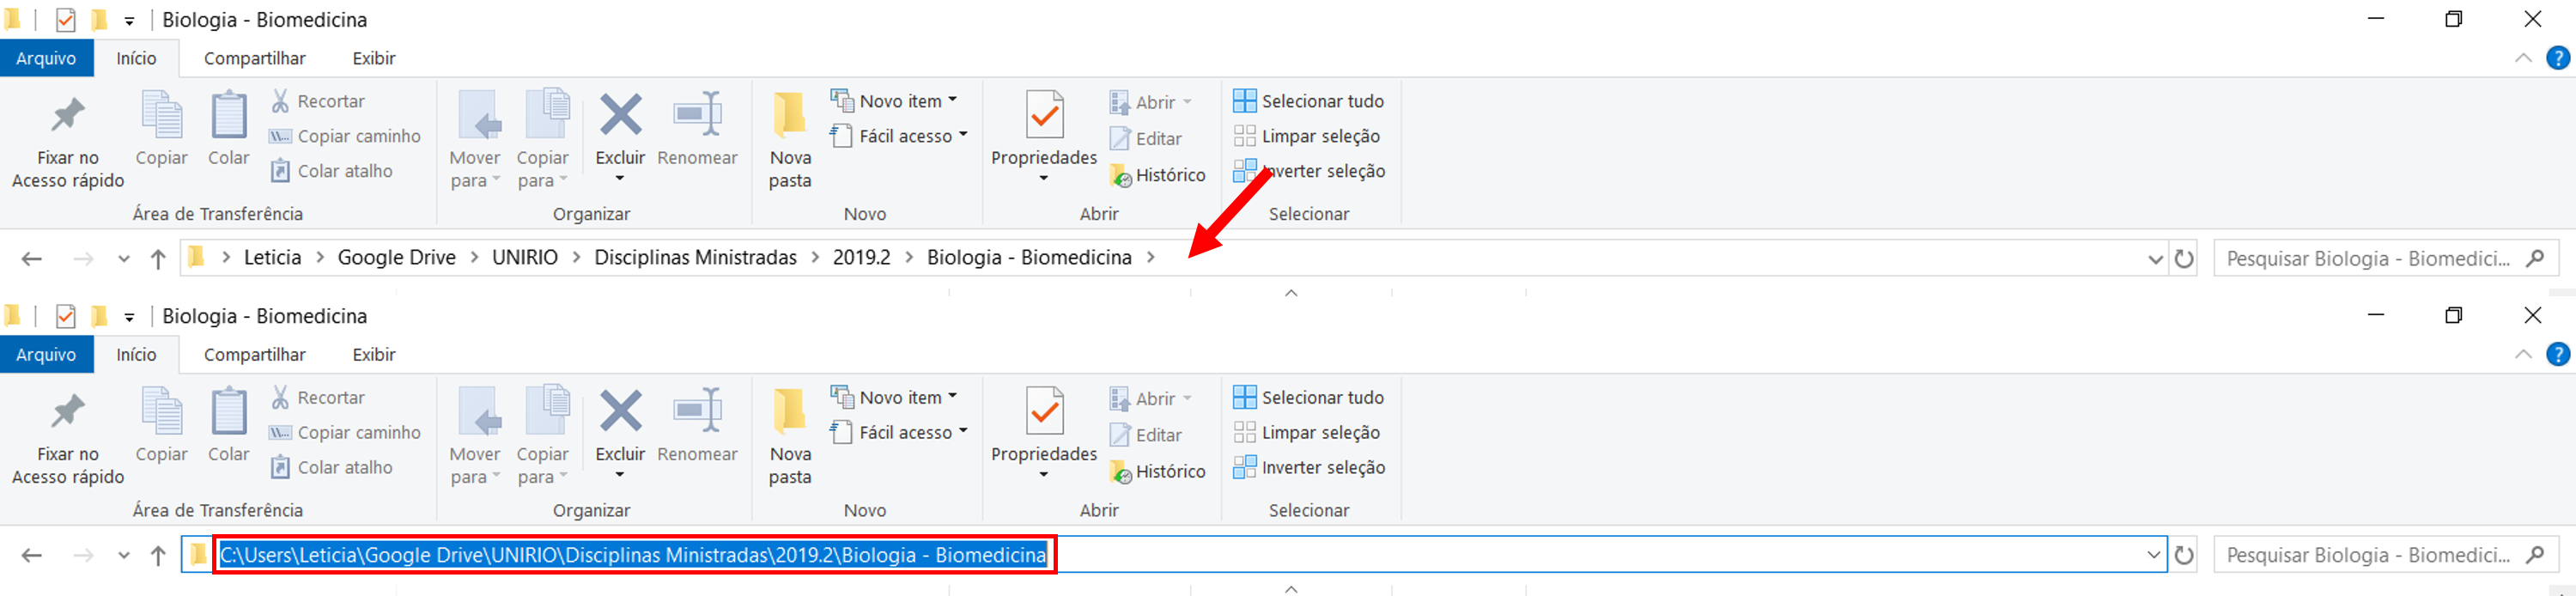 Biologia - Biomedicina
Arquivo Início Compartilhar Exibir
Fixar no Acesso rápido Copiar Colar Recortar Copiar caminho Colar atalho
Mover para Copiar para Excluir Renomear
Nova pasta Novo item Fácil acesso
Propriedades Abrir Editar Histórico
Selecionar tudo Limpar seleção Inverter seleção
Área de Transferência Organizar Novo Abrir Selecionar
> Leticia > Google Drive > UNIRIO > Disciplinas Ministradas > 2019.2 > Biologia - Biomedicina > Pesquisar Biologia - Biomedici...
Biologia - Biomedicina
Arquivo Início Compartilhar Exibir
Fixar no Acesso rápido Copiar Colar Recortar Copiar caminho Colar atalho
Mover para Copiar para Excluir Renomear
Nova pasta Novo item Fácil acesso
Propriedades Abrir Editar Histórico
Selecionar tudo Limpar seleção Inverter seleção
Área de Transferência Organizar Novo Abrir Selecionar
C:\Users\Leticia\Google Drive\UNIRIO\Disciplinas Ministradas\2019.2\Biologia - Biomedicina Pesquisar Biologia - Biomedici...